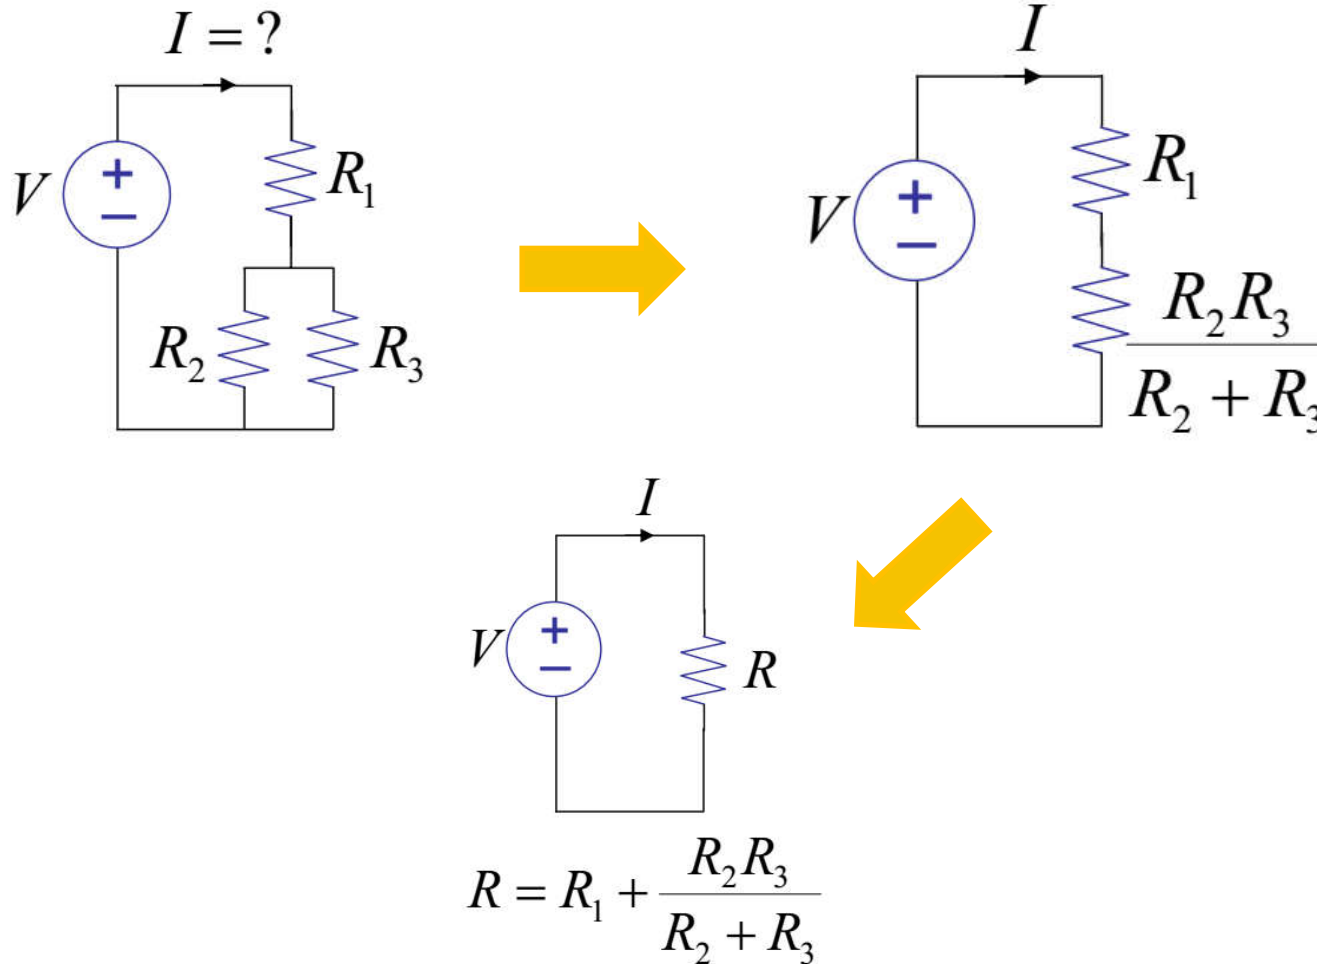 I = ?
V
+
−
R₁
R₂
R₃
I
V
+
−
R₁
R₂R₃
R₂ + R₃
I
V
+
−
R
R = R₁ + R₂R₃ / R₂ + R₃